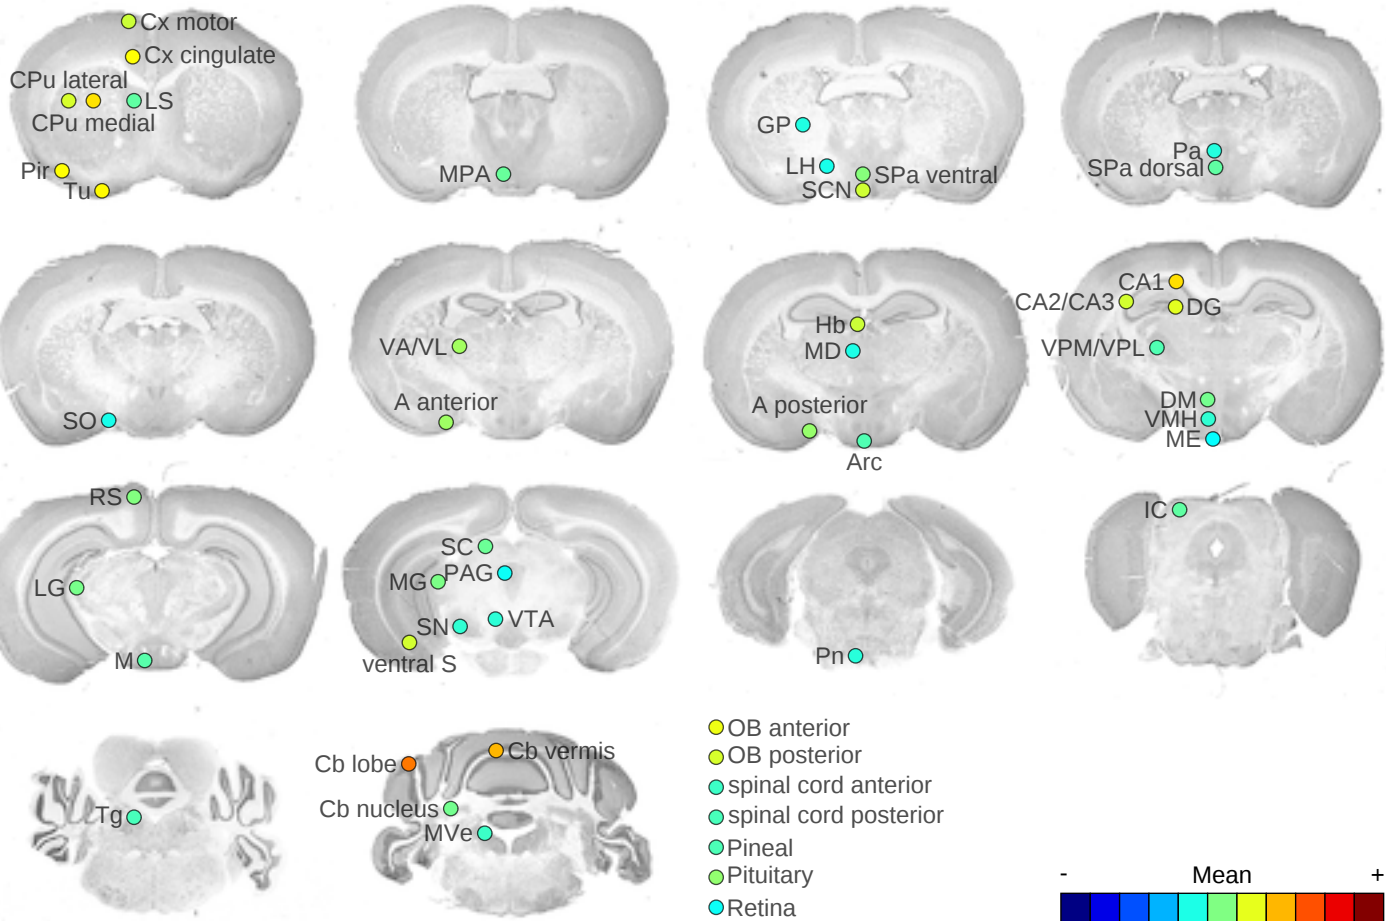 Cx motor
Cx cingulate
CPu lateral
LS
CPu medial
Pir
Tu
MPA
GP
LH
SPa ventral
SCN
Pa
SPa dorsal
SO
VA/VL
A anterior
Hb
MD
A posterior
Arc
CA1
CA2/CA3
DG
VPM/VPL
DM
VMH
ME
RS
LG
M
SC
PAG
MG
SN
VTA
ventral S
Pn
IC
Tg
Cb lobe
Cb vermis
Cb nucleus
MVe
OB anterior
OB posterior
spinal cord anterior
spinal cord posterior
Pineal
Pituitary
Retina
- Mean +